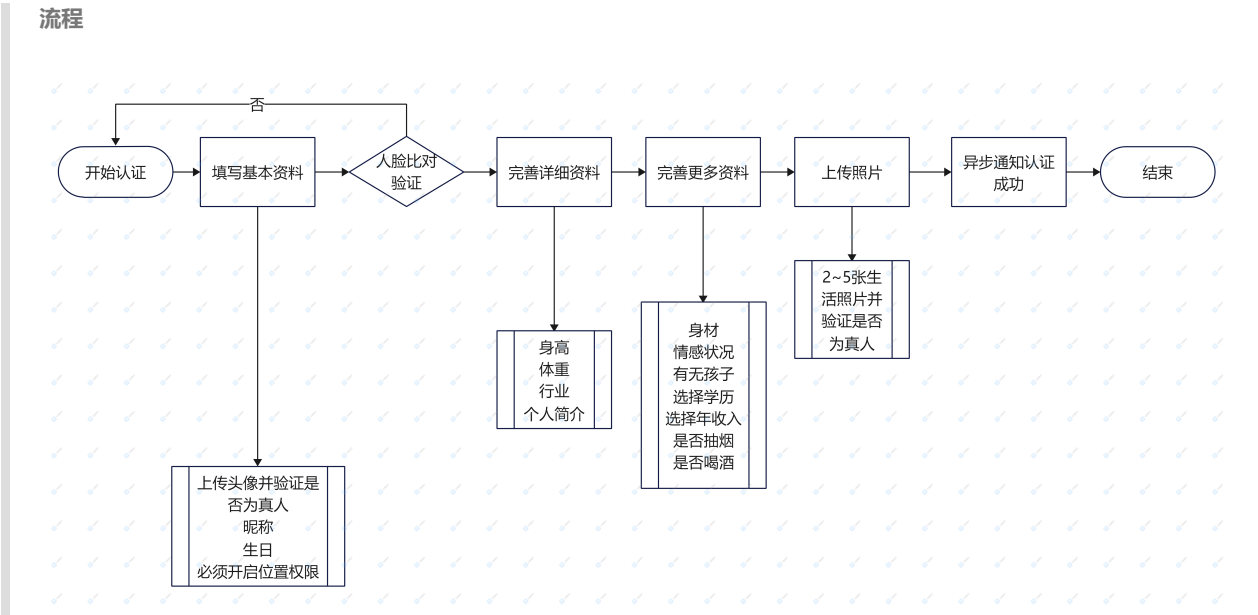 流程
否
开始认证
填写基本资料
人脸比对
验证
完善详细资料
完善更多资料
上传照片
异步通知认证
成功
结束
2~5张生
活照片并
验证是否
为真人
身高
体重
行业
个人简介
身材
情感状况
有无孩子
选择学历
选择年收入
是否抽烟
是否喝酒
上传头像并验证是
否为真人
昵称
生日
必须开启位置权限